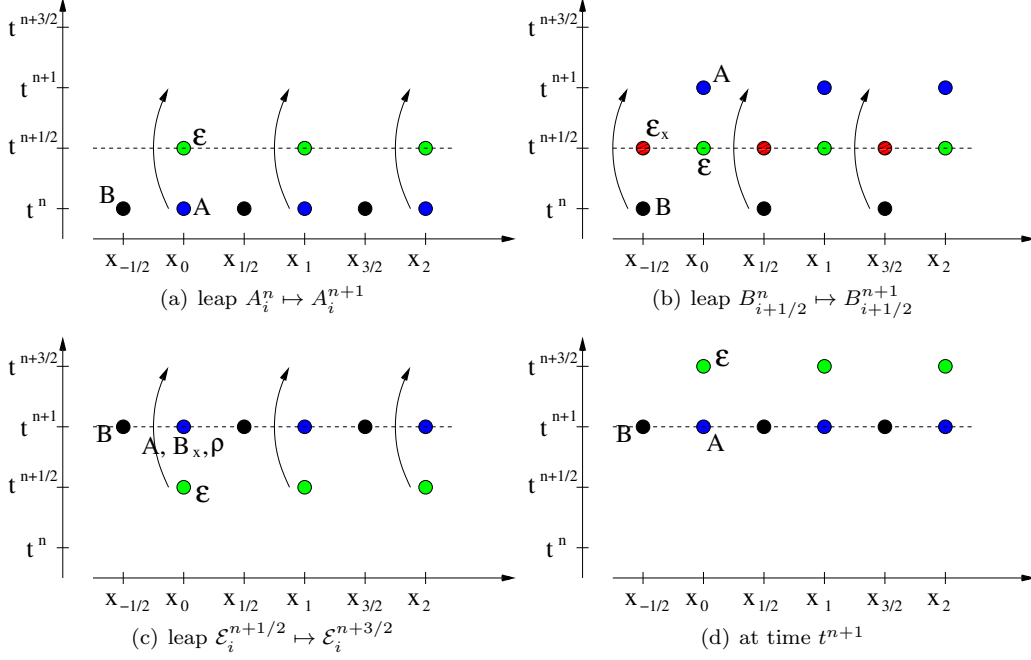 t^{n+3/2}
t^{n+1}
ε
t^{n+1/2}
B
A
t^n
x_{-1/2} x_0 x_{1/2} x_1 x_{3/2} x_2
(a) leap A_i^n ↦ A_i^{n+1}
t^{n+3/2}
t^{n+1}
A
ε_x
t^{n+1/2}
ε
t^n
B
x_{-1/2} x_0 x_{1/2} x_1 x_{3/2} x_2
(b) leap B_{i+1/2}^n ↦ B_{i+1/2}^{n+1}
t^{n+3/2}
t^{n+1}
B
A, B_x, ρ
t^{n+1/2}
ε
t^n
x_{-1/2} x_0 x_{1/2} x_1 x_{3/2} x_2
(c) leap ℰ_i^{n+1/2} ↦ ℰ_i^{n+3/2}
t^{n+3/2}
ε
t^{n+1}
B
A
t^{n+1/2}
t^n
x_{-1/2} x_0 x_{1/2} x_1 x_{3/2} x_2
(d) at time t^{n+1}